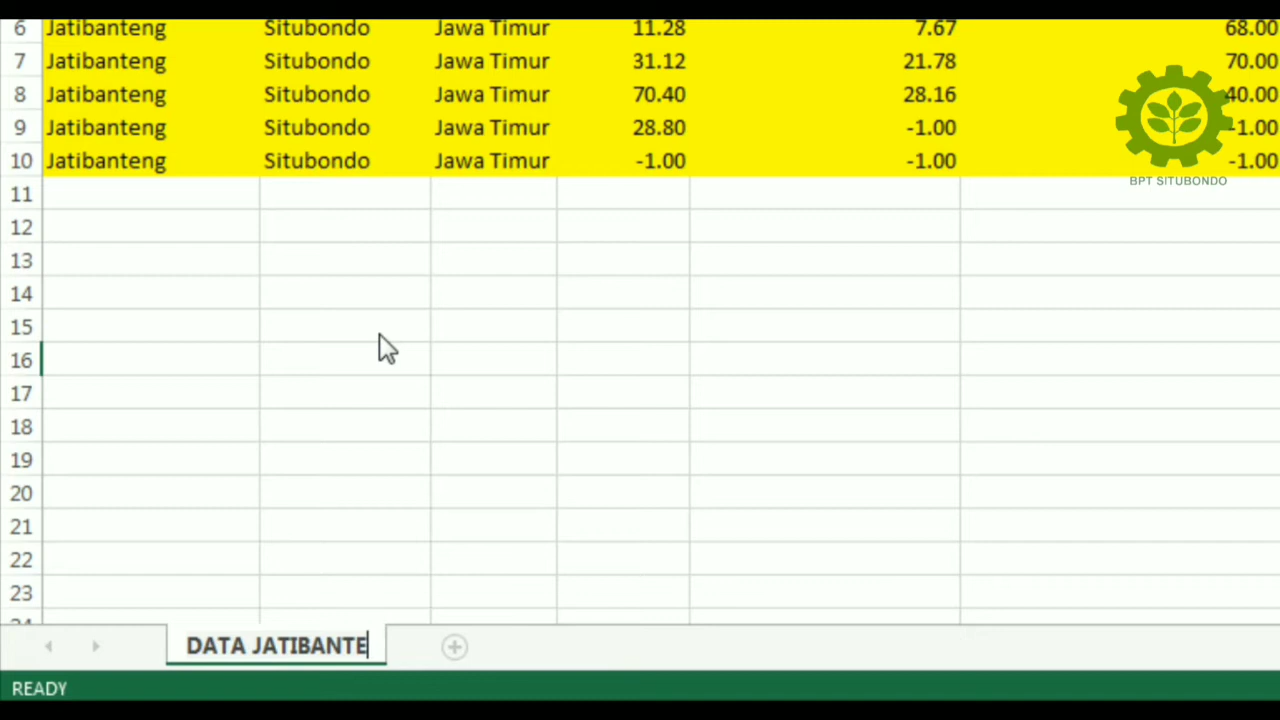 6 Jatibanteng Situbondo Jawa Timur 11.28 7.67 68.00
7 Jatibanteng Situbondo Jawa Timur 31.12 21.78 70.00
8 Jatibanteng Situbondo Jawa Timur 70.40 28.16 40.00
9 Jatibanteng Situbondo Jawa Timur 28.80 -1.00 -1.00
10 Jatibanteng Situbondo Jawa Timur -1.00 -1.00 -1.00
BPT SITUBONDO
11
12
13
14
15
16
17
18
19
20
21
22
23
24
DATA JATIBANTE
READY